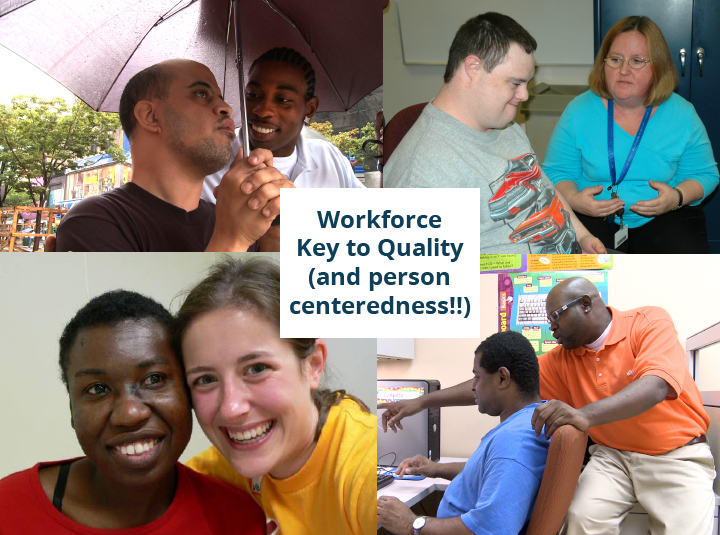 Workforce
Key to Quality
(and person
centeredness!!)